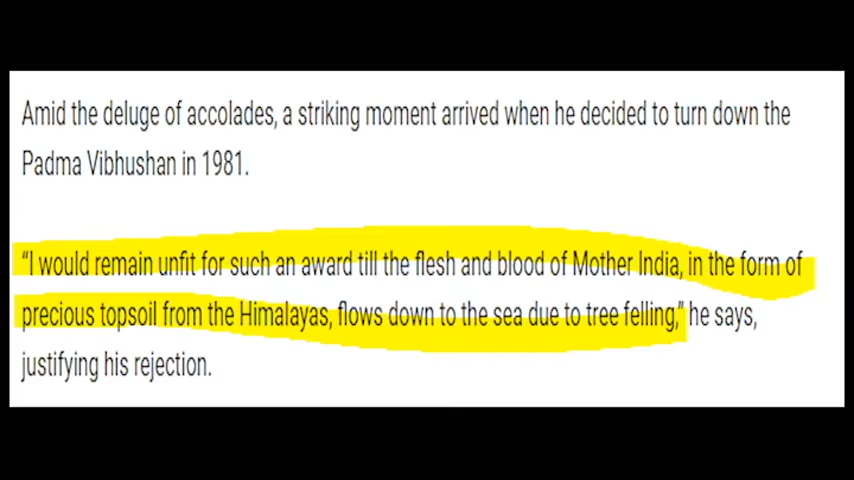 Amid the deluge of accolades, a striking moment arrived when he decided to turn down the
Padma Vibhushan in 1981.
“I would remain unfit for such an award till the flesh and blood of Mother India, in the form of
precious topsoil from the Himalayas, flows down to the sea due to tree felling,” he says,
justifying his rejection.